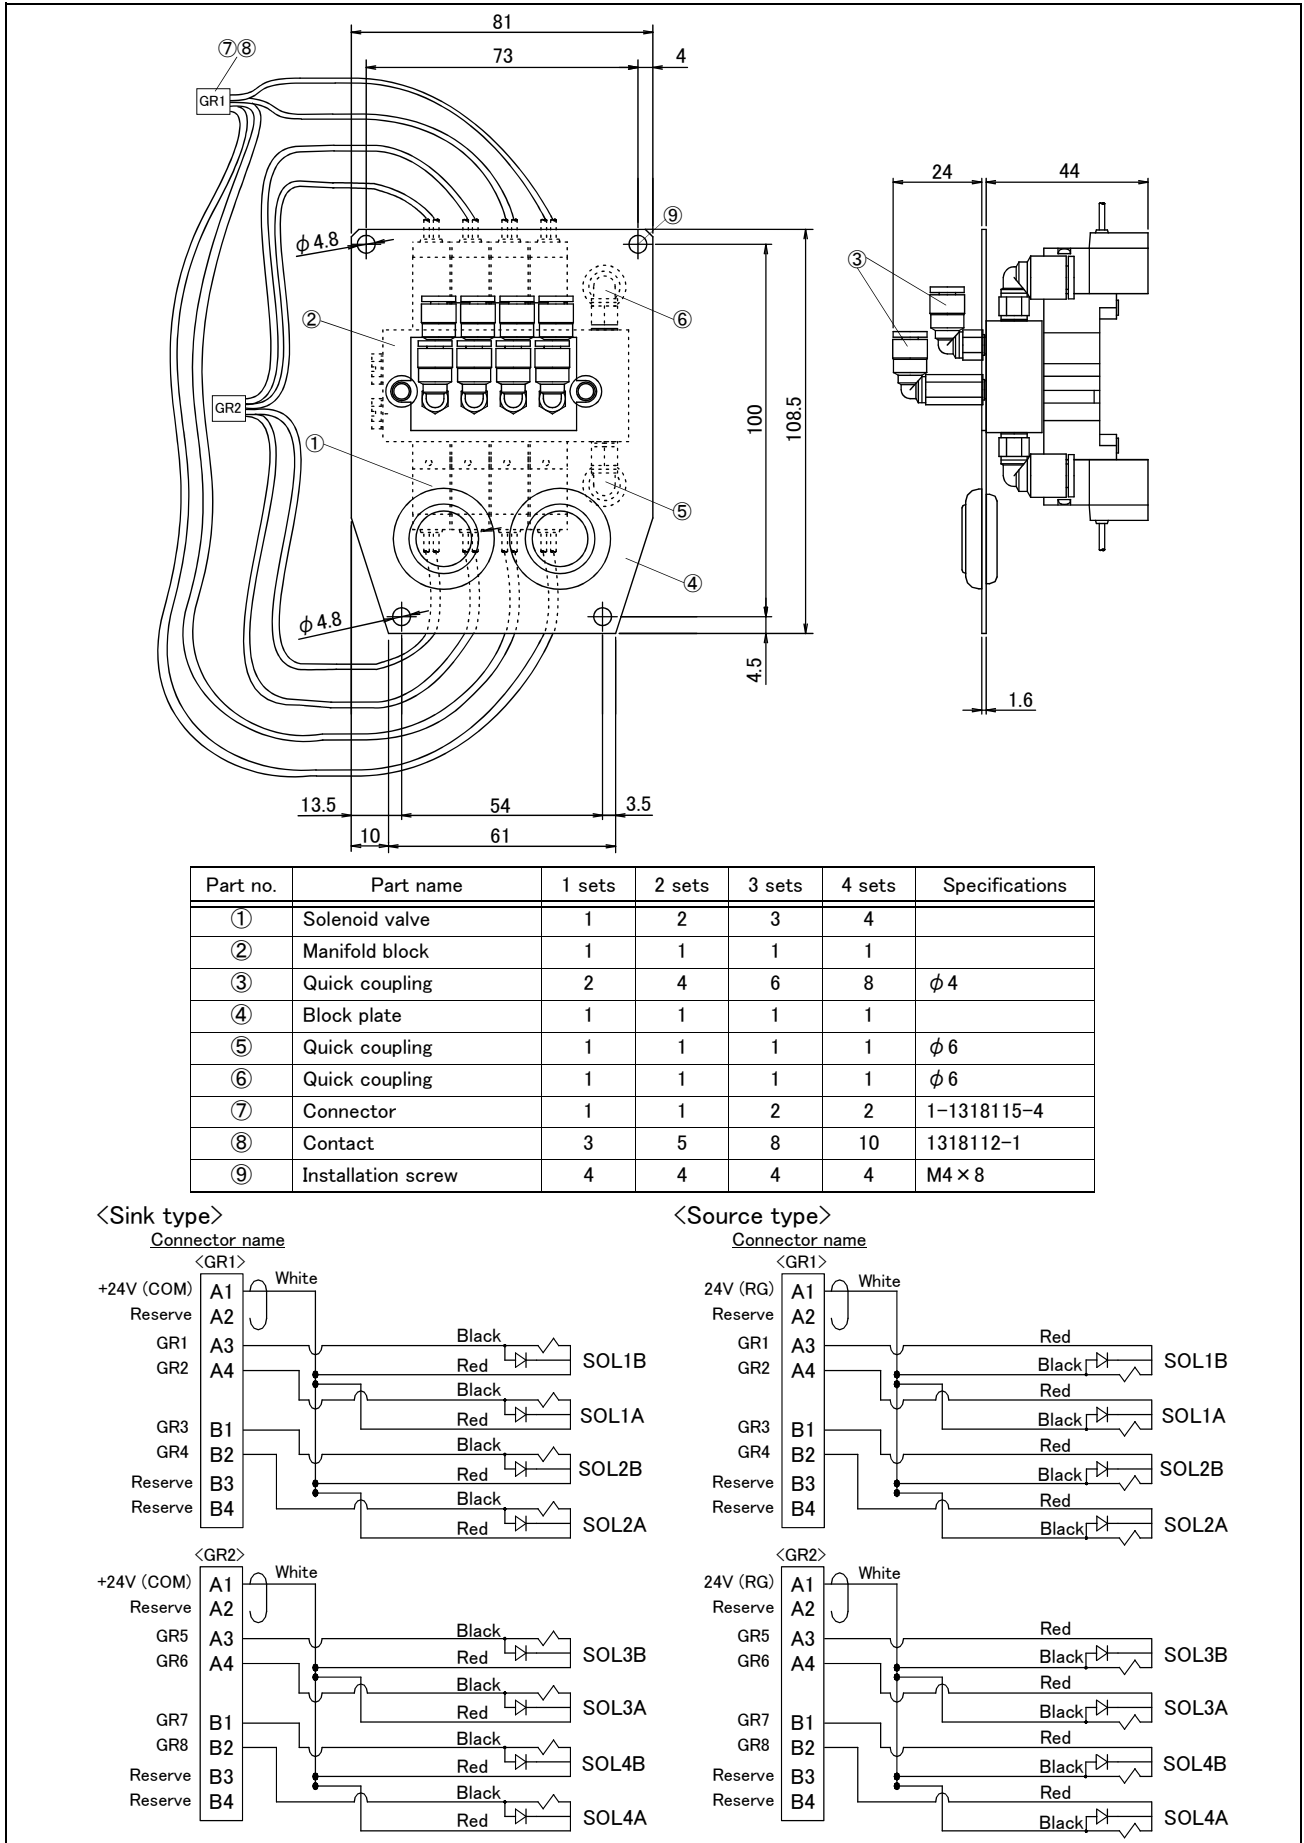 81
73
4
⑦⑧
GR1
24
44
⑨
φ4.8
③
②
⑥
GR2
100
108.5
①
⑤
④
φ4.8
4.5
1.6
13.5
54
3.5
10
61
Part no. Part name 1 sets 2 sets 3 sets 4 sets Specifications
① Solenoid valve 1 2 3 4
② Manifold block 1 1 1 1
③ Quick coupling 2 4 6 8 φ4
④ Block plate 1 1 1 1
⑤ Quick coupling 1 1 1 1 φ6
⑥ Quick coupling 1 1 1 1 φ6
⑦ Connector 1 1 2 2 1-1318115-4
⑧ Contact 3 5 8 10 1318112-1
⑨ Installation screw 4 4 4 4 M4×8
<Sink type>
Connector name
<GR1>
+24V (COM) A1 White
Reserve A2
GR1 A3 Black
Red SOL1B
GR2 A4
Black
Red SOL1A
GR3 B1
Black
Red SOL2B
GR4 B2
Reserve B3
Black
Reserve B4
Red SOL2A
<GR2>
+24V (COM) A1 White
Reserve A2
GR5 A3 Black
Red SOL3B
GR6 A4
Black
Red SOL3A
GR7 B1
Black
Red SOL4B
GR8 B2
Reserve B3
Black
Reserve B4
Red SOL4A
<Source type>
Connector name
<GR1>
24V (RG) A1 White
Reserve A2
GR1 A3 Red
Black SOL1B
GR2 A4
Red
Black SOL1A
GR3 B1
Red
Black SOL2B
GR4 B2
Reserve B3
Red
Reserve B4
Black SOL2A
<GR2>
24V (RG) A1 White
Reserve A2
GR5 A3 Red
Black SOL3B
GR6 A4
Red
Black SOL3A
GR7 B1
Red
Black SOL4B
GR8 B2
Reserve B3
Red
Reserve B4
Black SOL4A